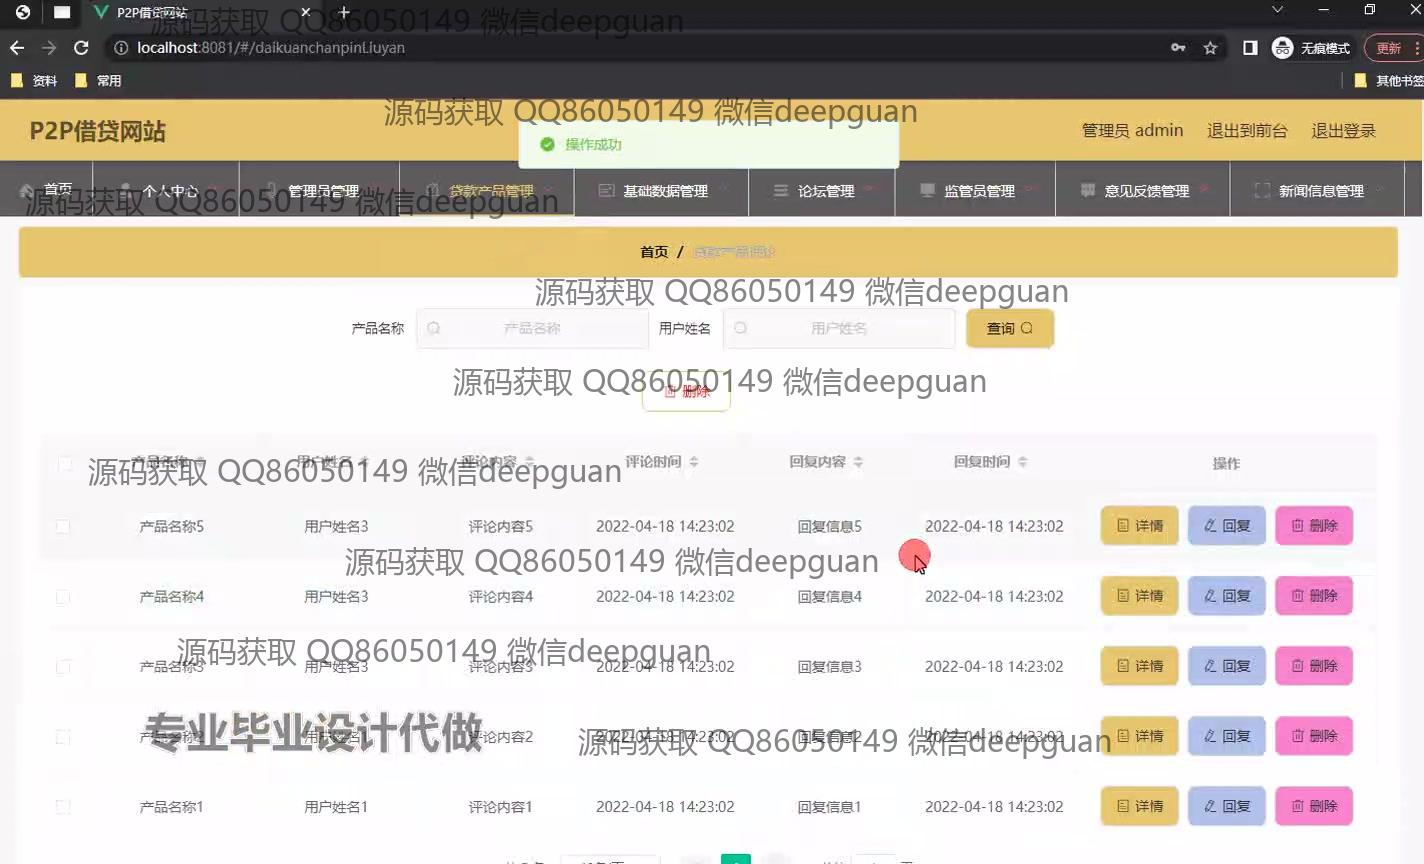 P2P借贷网站
源码获取 QQ86050149 微信deepguan
localhost:8081/#/daikuanchanpinLiuyan
无痕模式
更新
资料
常用
其他书签
源码获取 QQ86050149 微信deepguan
P2P借贷网站
管理员 admin
退出到前台
退出登录
操作成功
首页
个人中心
管理员管理
贷款产品管理
基础数据管理
论坛管理
监管员管理
意见反馈管理
新闻信息管理
源码获取 QQ86050149 微信deepguan
首页 / 贷款产品评论
源码获取 QQ86050149 微信deepguan
产品名称
产品名称
用户姓名
用户姓名
查询
源码获取 QQ86050149 微信deepguan
删除
产品名称 用户姓名 评论内容 评论时间 回复内容 回复时间 操作
源码获取 QQ86050149 微信deepguan
产品名称5 用户姓名3 评论内容5 2022-04-18 14:23:02 回复信息5 2022-04-18 14:23:02 详情 回复 删除
源码获取 QQ86050149 微信deepguan
产品名称4 用户姓名3 评论内容4 2022-04-18 14:23:02 回复信息4 2022-04-18 14:23:02 详情 回复 删除
源码获取 QQ86050149 微信deepguan
产品名称3 用户姓名3 评论内容3 2022-04-18 14:23:02 回复信息3 2022-04-18 14:23:02 详情 回复 删除
专业毕业设计代做
源码获取 QQ86050149 微信deepguan
产品名称2 用户姓名1 评论内容2 2022-04-18 14:23:02 回复信息2 2022-04-18 14:23:02 详情 回复 删除
产品名称1 用户姓名1 评论内容1 2022-04-18 14:23:02 回复信息1 2022-04-18 14:23:02 详情 回复 删除